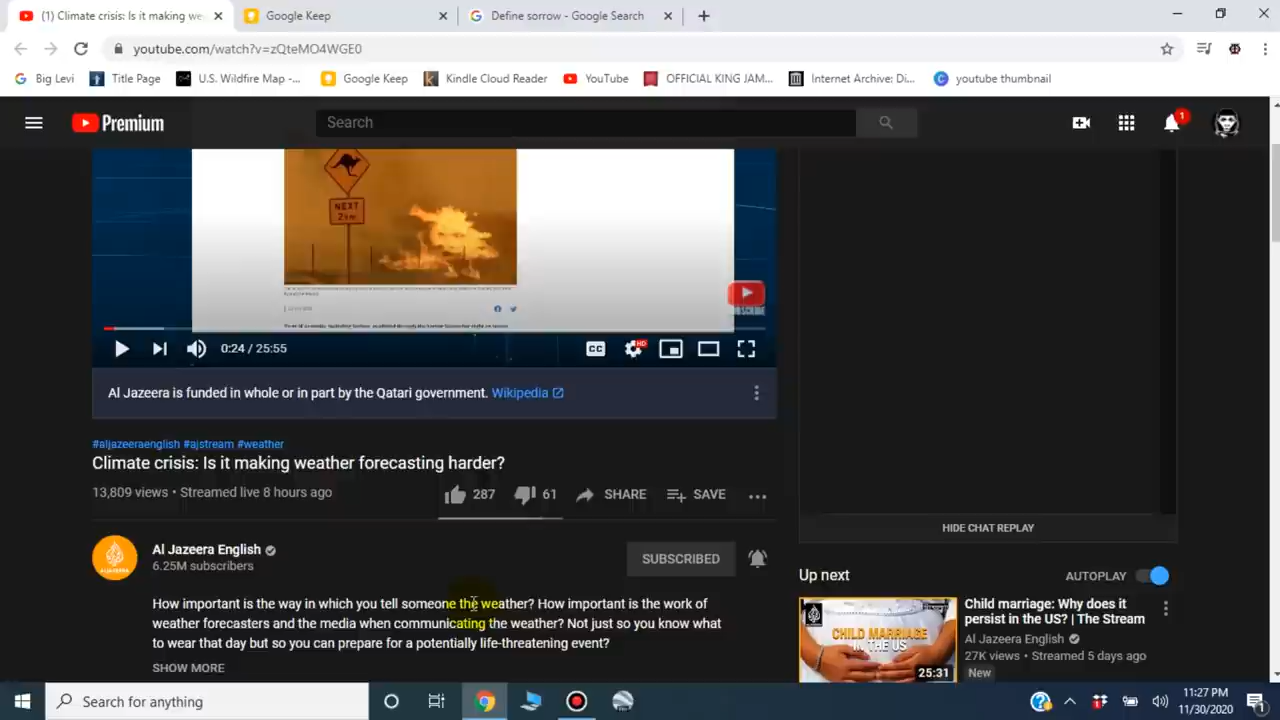 (1) Climate crisis: Is it making we
Google Keep
Define sorrow - Google Search
youtube.com/watch?v=zQteMO4WGE0
Big Levi
Title Page
U.S. Wildfire Map -...
Google Keep
Kindle Cloud Reader
YouTube
OFFICIAL KING JAM...
Internet Archive: Di...
youtube thumbnail
Premium
Search
1
NEXT
2km
SUBSCRIBE
0:24 / 25:55
CC
HD
Al Jazeera is funded in whole or in part by the Qatari government. Wikipedia
#aljazeeraenglish #ajstream #weather
Climate crisis: Is it making weather forecasting harder?
13,809 views • Streamed live 8 hours ago
287
61
SHARE
SAVE
HIDE CHAT REPLAY
Al Jazeera English
6.25M subscribers
SUBSCRIBED
How important is the way in which you tell someone the weather? How important is the work of
weather forecasters and the media when communicating the weather? Not just so you know what
to wear that day but so you can prepare for a potentially life-threatening event?
SHOW MORE
Up next
AUTOPLAY
CHILD MARRIAGE
IN THE US?
25:31
Child marriage: Why does it
persist in the US? | The Stream
Al Jazeera English
27K views • Streamed 5 days ago
New
Search for anything
11:27 PM
11/30/2020
1